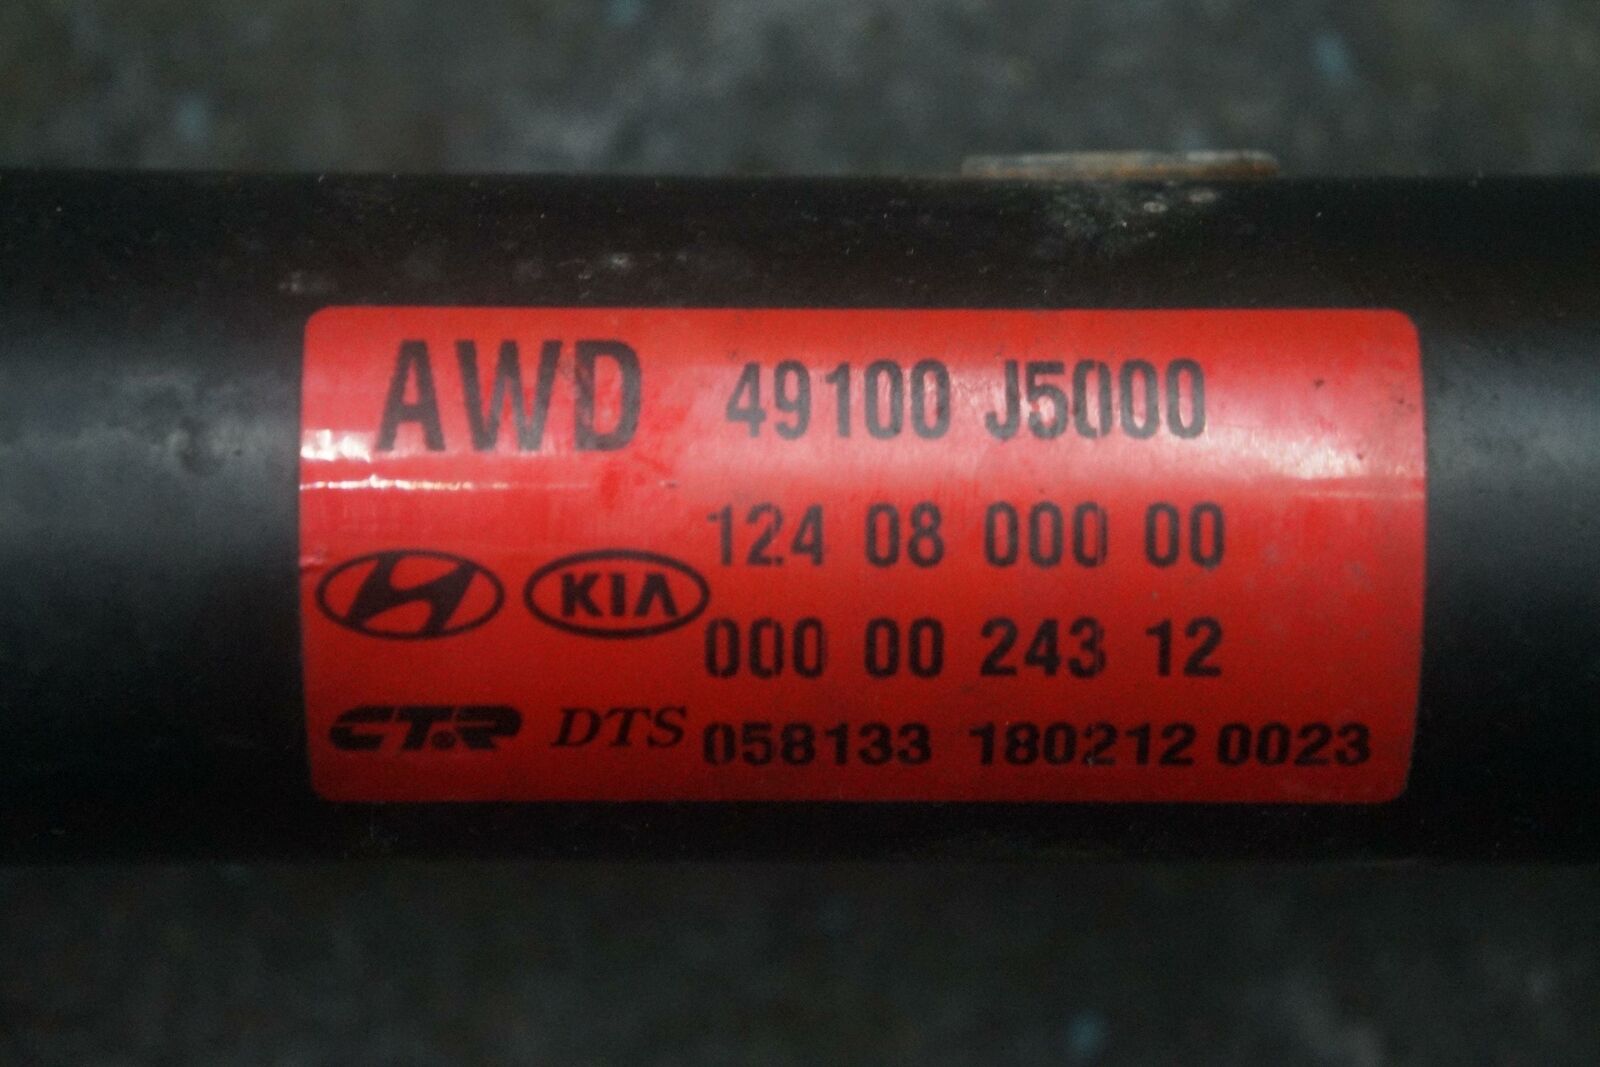 AWD 49100 J5000
124 08 000 00
KIA
000 00 243 12
CTR DTS 058133 180212 0023